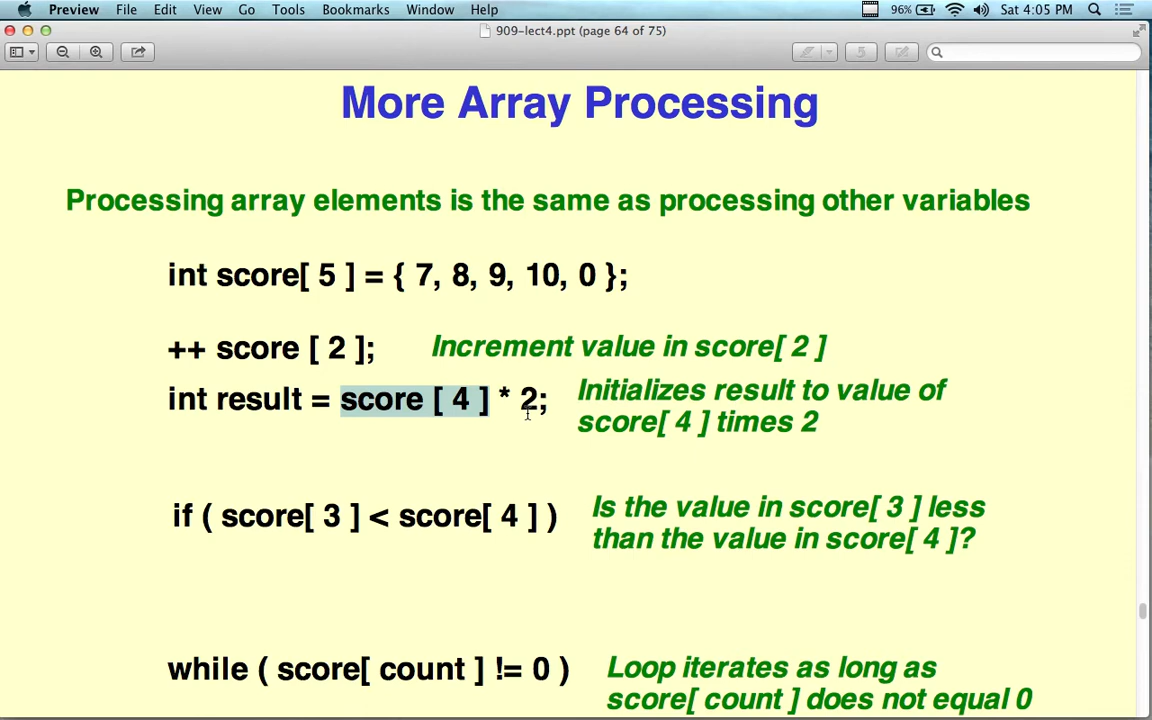 Preview File Edit View Go Tools Bookmarks Window Help 96% Sat 4:05 PM
909-lect4.ppt (page 64 of 75)
More Array Processing
Processing array elements is the same as processing other variables
int score[ 5 ] = { 7, 8, 9, 10, 0 };
++ score [ 2 ]; Increment value in score[ 2 ]
int result = score [ 4 ] * 2; Initializes result to value of
score[ 4 ] times 2
if ( score[ 3 ] < score[ 4 ] ) Is the value in score[ 3 ] less
than the value in score[ 4 ]?
while ( score[ count ] != 0 ) Loop iterates as long as
score[ count ] does not equal 0